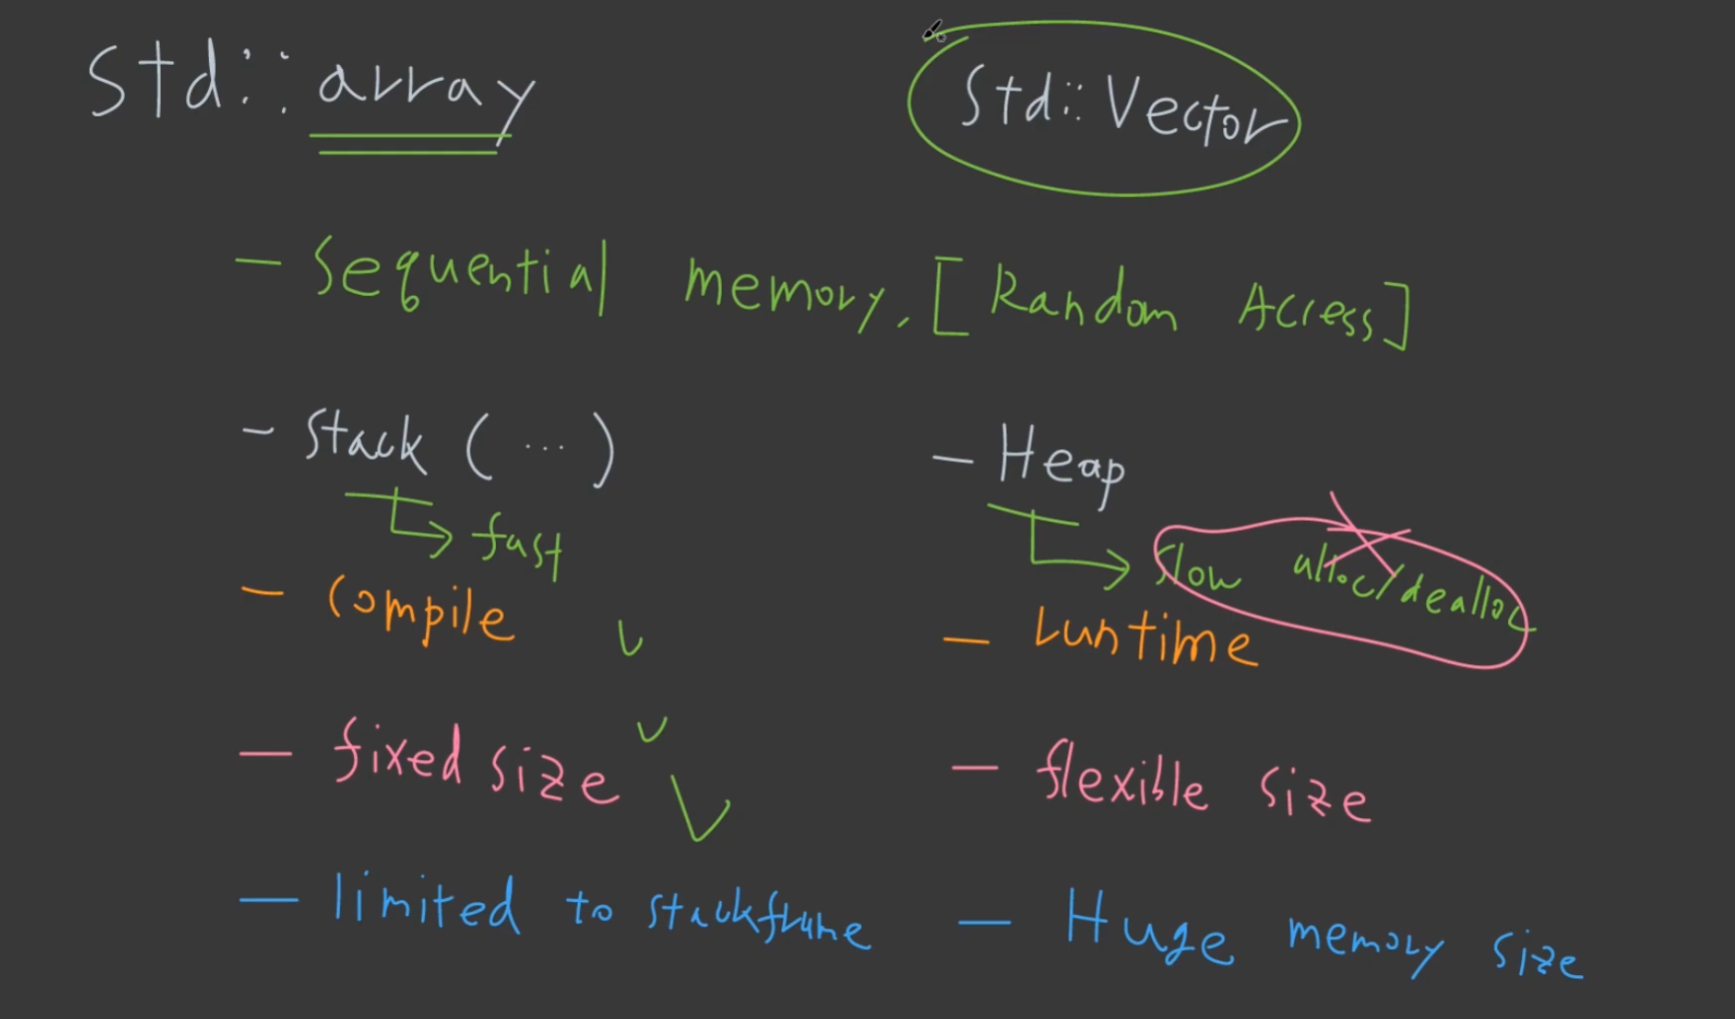 Std::array
Std::Vector
- Sequential memory, [Random Access]
- Stack (...)
- Heap
fast
slow alloc/dealloc
- Compile
- runtime
- fixed size
- flexible size
- limited to stackframe
- Huge memory size